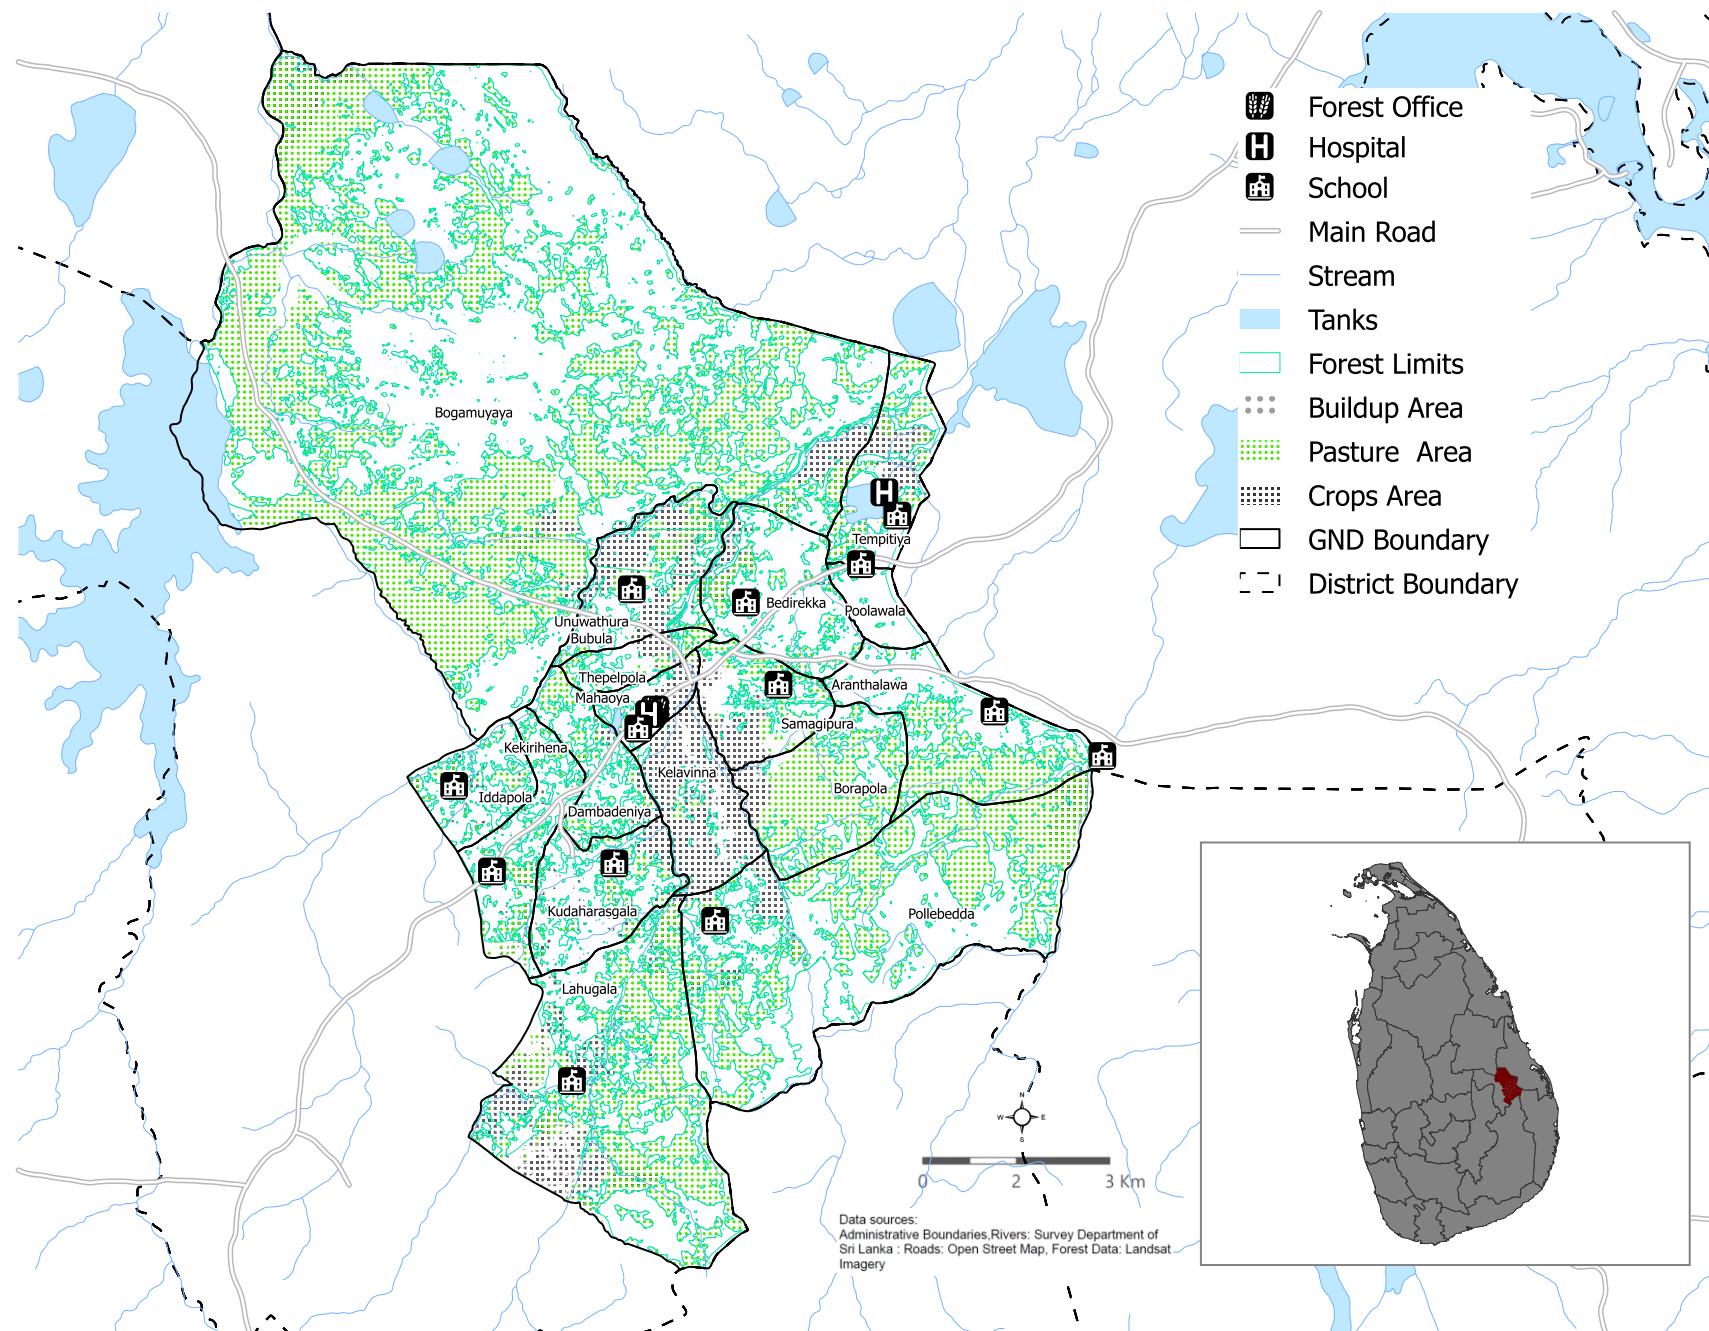 Forest Office
Hospital
School
Main Road
Stream
Tanks
Forest Limits
Buildup Area
Pasture Area
Crops Area
GND Boundary
District Boundary
Bogamuyaya
Tempitiya
Bedirekka
Poolawala
Unuwathura
Bubula
Thepelpola
Mahaoya
Aranthalawa
Samagipura
Kekirihena
Kelavinna
Iddapola
Borapola
Dambadeniya
Kudaharasgala
Pollebedda
Lahugala
N
W E
S
0 2 3 Km
Data sources:
Administrative Boundaries,Rivers: Survey Department of
Sri Lanka : Roads: Open Street Map, Forest Data: Landsat
Imagery
H
H
H